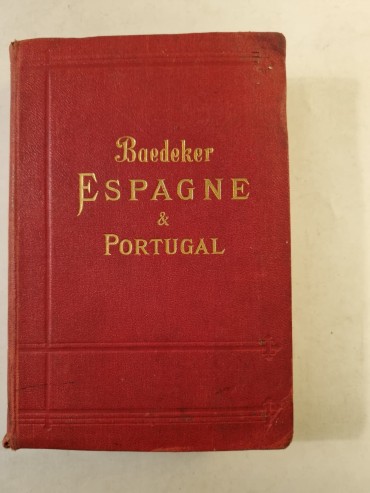 Baedeker
ESPAGNE
&
PORTUGAL